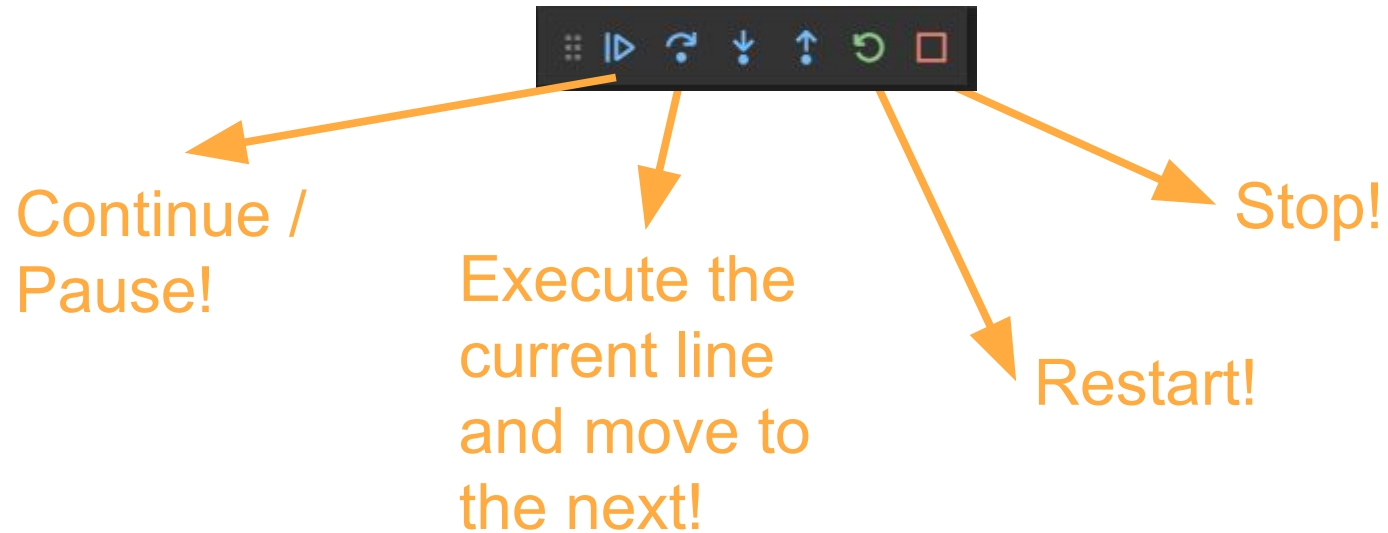 Continue /
Pause!
Execute the
current line
and move to
the next!
Restart!
Stop!